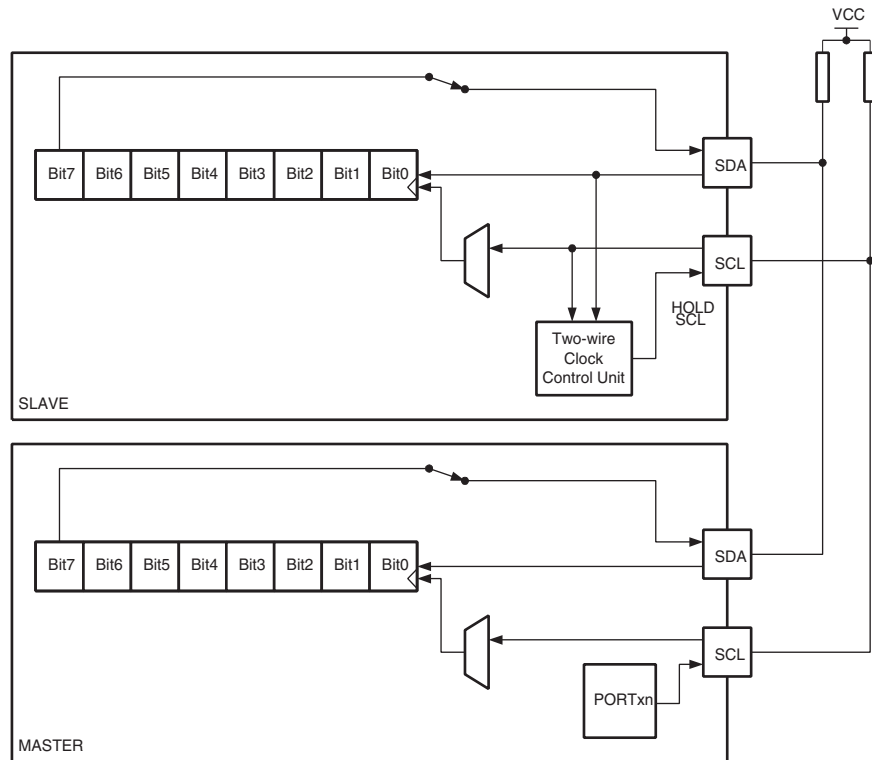 VCC
Bit7 Bit6 Bit5 Bit4 Bit3 Bit2 Bit1 Bit0
SDA
SCL
HOLD
SCL
Two-wire
Clock
Control Unit
SLAVE
Bit7 Bit6 Bit5 Bit4 Bit3 Bit2 Bit1 Bit0
SDA
SCL
PORTxn
MASTER